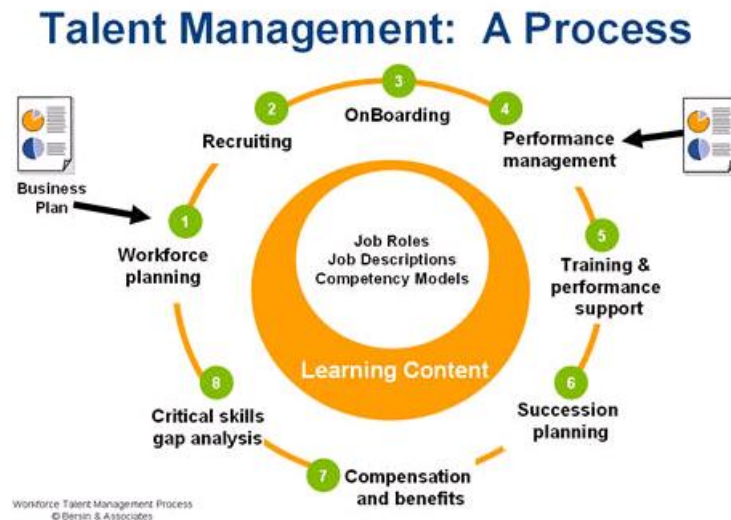 Talent Management: A Process
3
2
4
OnBoarding
Recruiting
Performance
management
Business
Plan
1
Workforce
planning
Job Roles
Job Descriptions
Competency Models
5
Training &
performance
support
Learning Content
6
Succession
planning
8
Critical skills
gap analysis
7
Compensation
and benefits
Workforce Talent Management Process
© Bersin & Associates